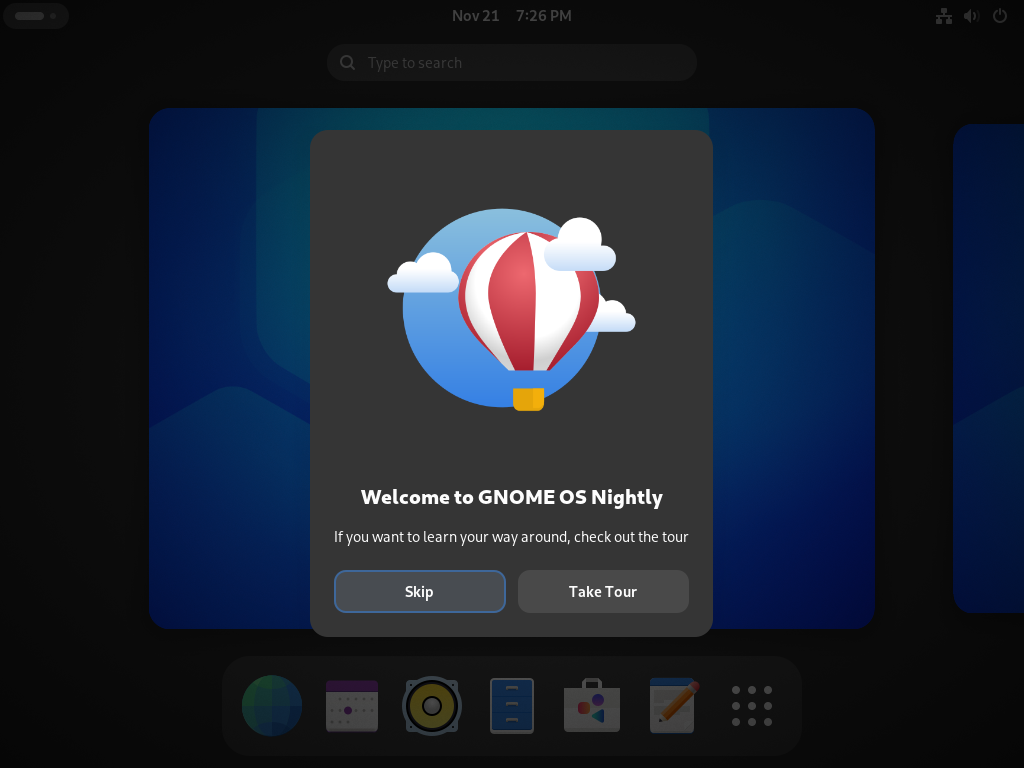 Nov 21 7:26 PM
Type to search
Welcome to GNOME OS Nightly
If you want to learn your way around, check out the tour
Skip
Take Tour